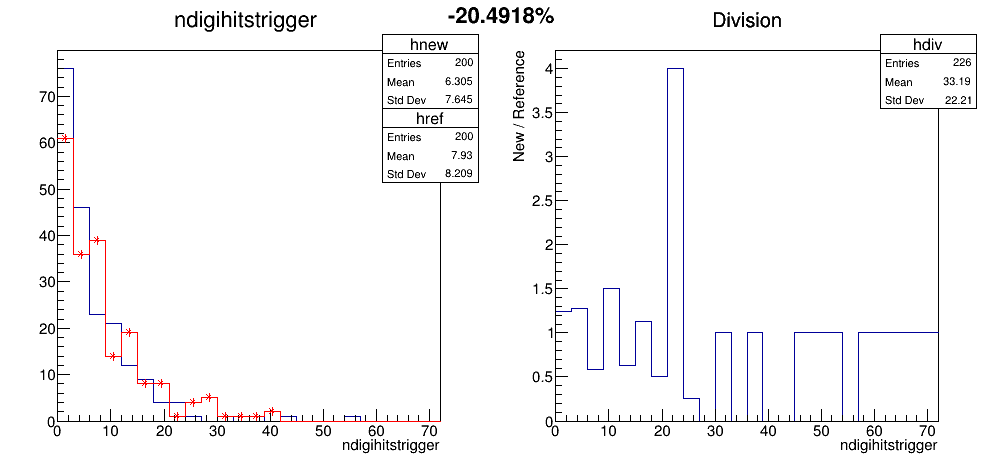 ndigihitstrigger
-20.4918%
Division
hnew
Entries 200
Mean 6.305
Std Dev 7.645
href
Entries 200
Mean 7.93
Std Dev 8.209
70
60
50
40
30
20
10
0
0 10 20 30 40 50 60 70
ndigihitstrigger
hdiv
Entries 226
Mean 33.19
Std Dev 22.21
New / Reference
4
3.5
3
2.5
2
1.5
1
0.5
0
0 10 20 30 40 50 60 70
ndigihitstrigger